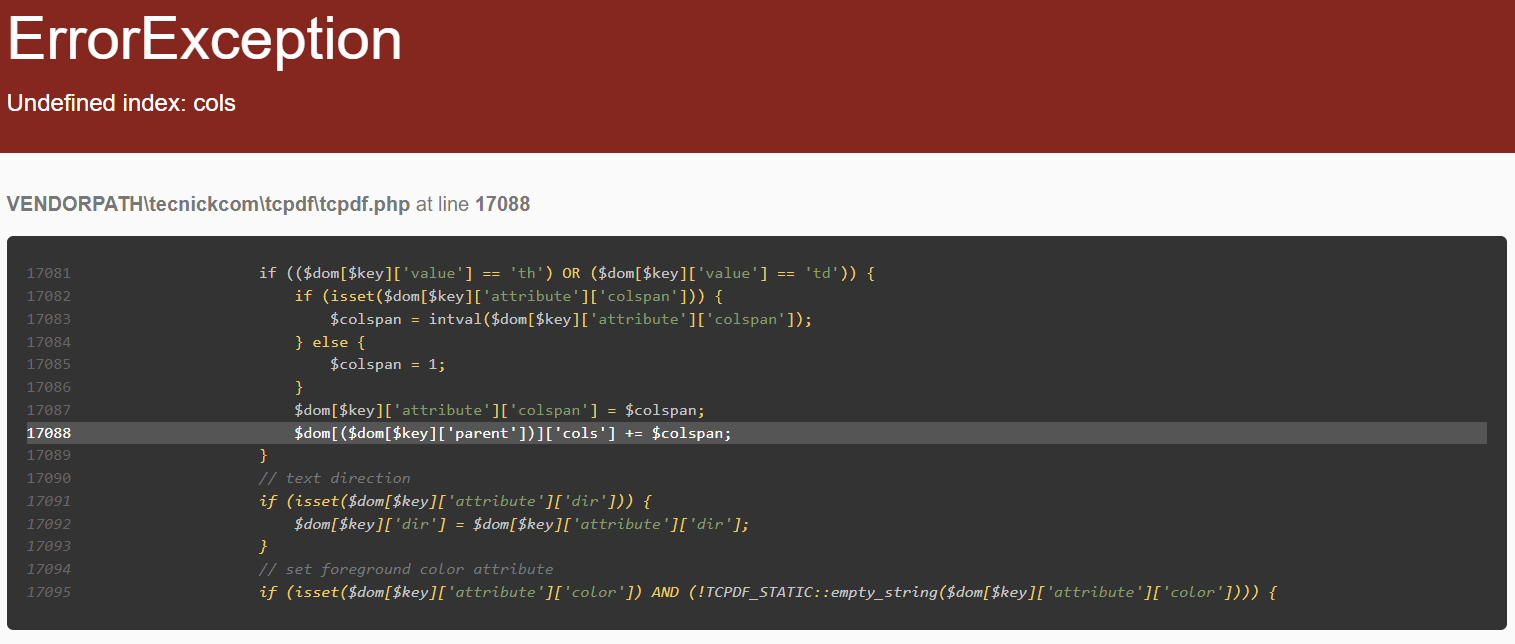 ErrorException
Undefined index: cols
VENDORPATH\tecnickcom\tcpdf\tcpdf.php at line 17088
17081 if (($dom[$key]['value'] == 'th') OR ($dom[$key]['value'] == 'td')) {
17082 if (isset($dom[$key]['attribute']['colspan'])) {
17083 $colspan = intval($dom[$key]['attribute']['colspan']);
17084 } else {
17085 $colspan = 1;
17086 }
17087 $dom[$key]['attribute']['colspan'] = $colspan;
17088 $dom[($dom[$key]['parent'])]['cols'] += $colspan;
17089 }
17090 // text direction
17091 if (isset($dom[$key]['attribute']['dir'])) {
17092 $dom[$key]['dir'] = $dom[$key]['attribute']['dir'];
17093 }
17094 // set foreground color attribute
17095 if (isset($dom[$key]['attribute']['color']) AND (!TCPDF_STATIC::empty_string($dom[$key]['attribute']['color']))) {